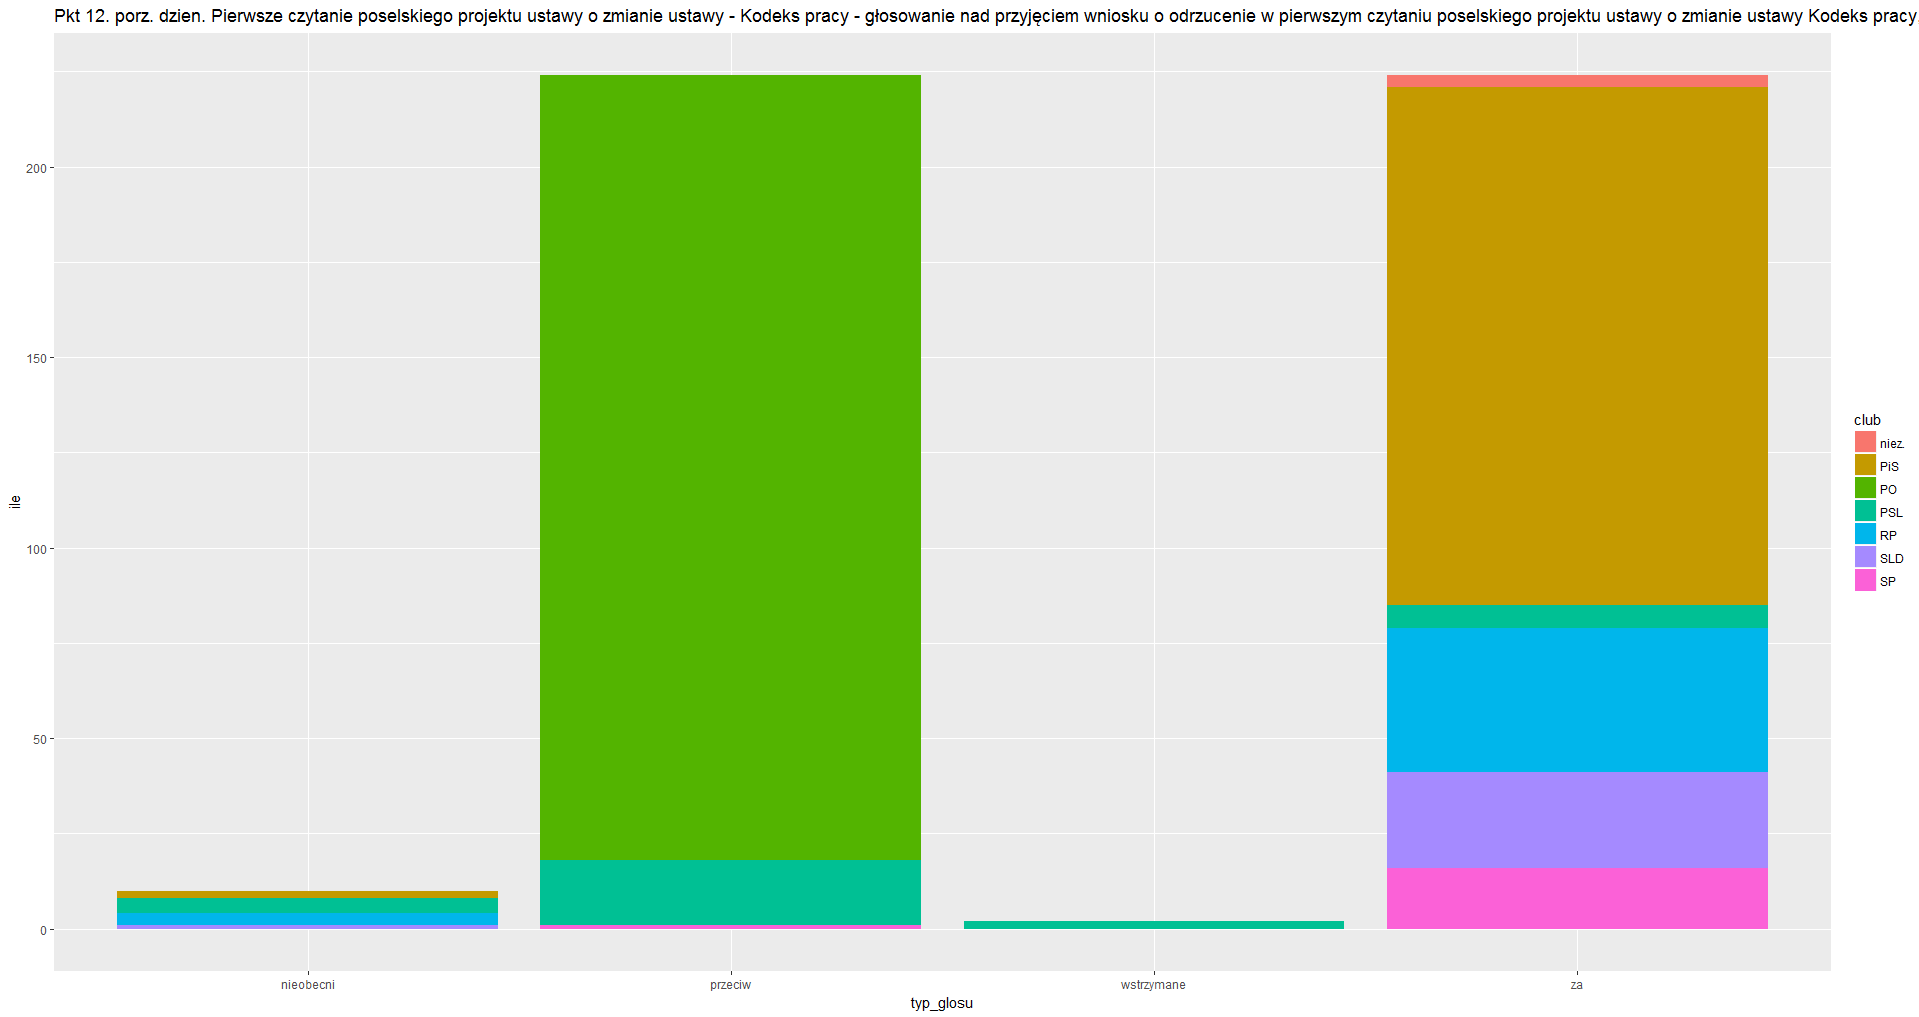 Pkt 12. porz. dzien. Pierwsze czytanie poselskiego projektu ustawy o zmianie ustawy - Kodeks pracy - głosowanie nad przyjęciem wniosku o odrzucenie w pierwszym czytaniu poselskiego projektu ustawy o zmianie ustawy Kodeks pracy.
200
150
100
50
0
ile
nieobecni
przeciw
wstrzymane
za
typ_glosu
club
niez.
PiS
PO
PSL
RP
SLD
SP